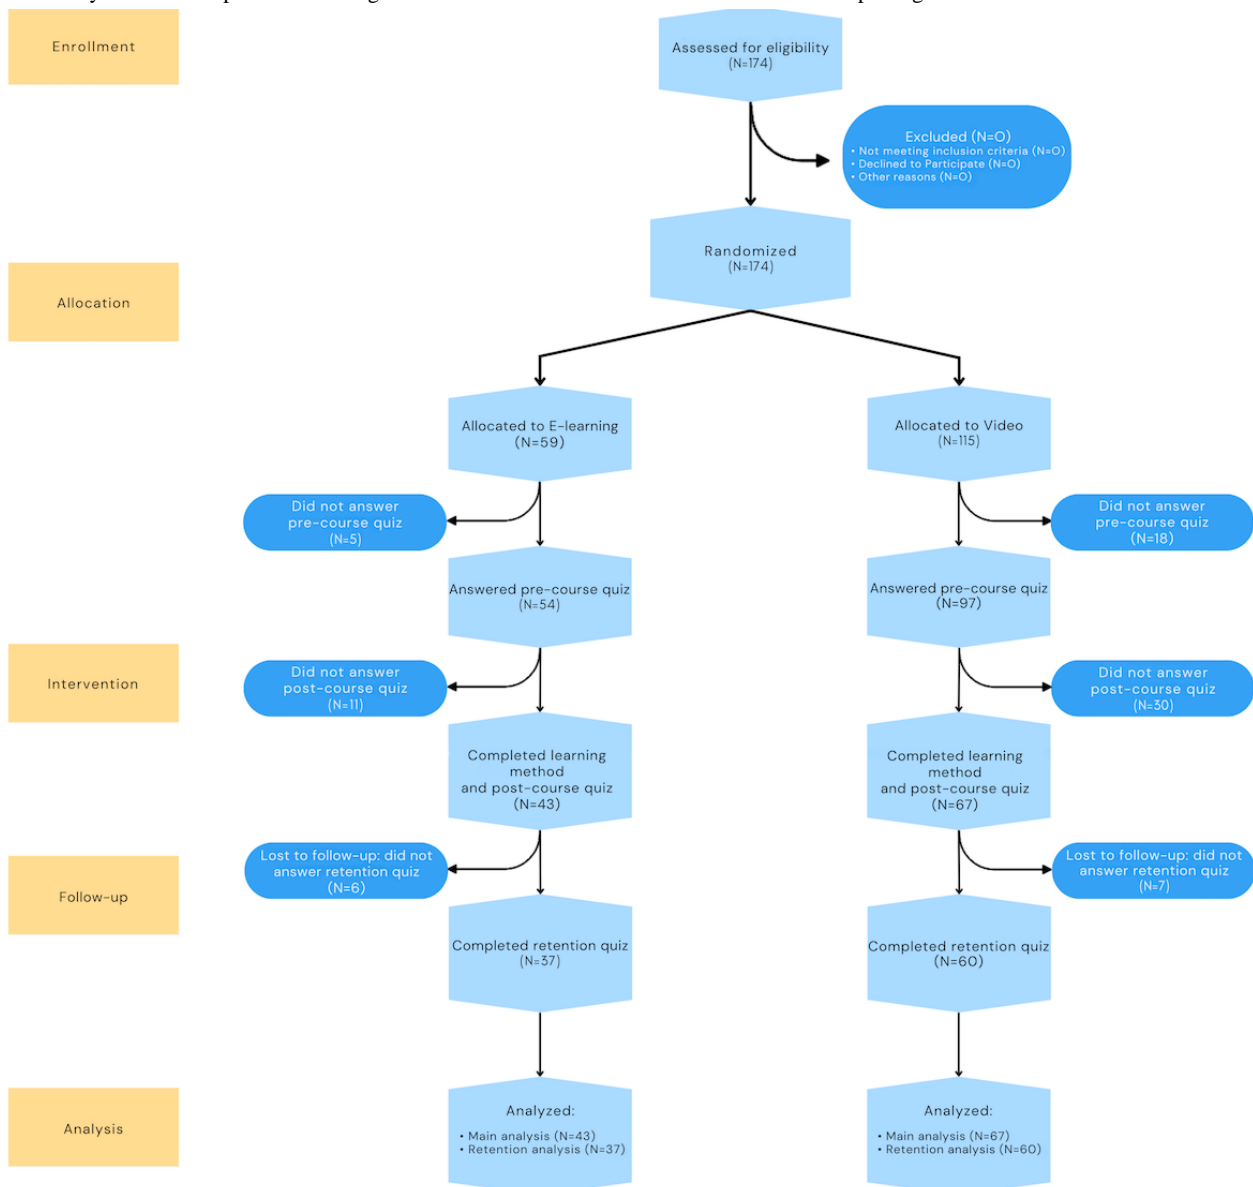 Enrollment
Assessed for eligibility
(N=174)
Excluded (N=0)
• Not meeting inclusion criteria (N=0)
• Declined to Participate (N=0)
• Other reasons (N=0)
Randomized
(N=174)
Allocation
Allocated to E-learning
(N=59)
Allocated to Video
(N=115)
Did not answer
pre-course quiz
(N=5)
Did not answer
pre-course quiz
(N=18)
Answered pre-course quiz
(N=54)
Answered pre-course quiz
(N=97)
Intervention
Did not answer
post-course quiz
(N=11)
Did not answer
post-course quiz
(N=30)
Completed learning
method
and post-course quiz
(N=43)
Completed learning
method
and post-course quiz
(N=67)
Follow-up
Lost to follow-up: did not
answer retention quiz
(N=6)
Lost to follow-up: did not
answer retention quiz
(N=7)
Completed retention quiz
(N=37)
Completed retention quiz
(N=60)
Analysis
Analyzed:
• Main analysis (N=43)
• Retention analysis (N=37)
Analyzed:
• Main analysis (N=67)
• Retention analysis (N=60)